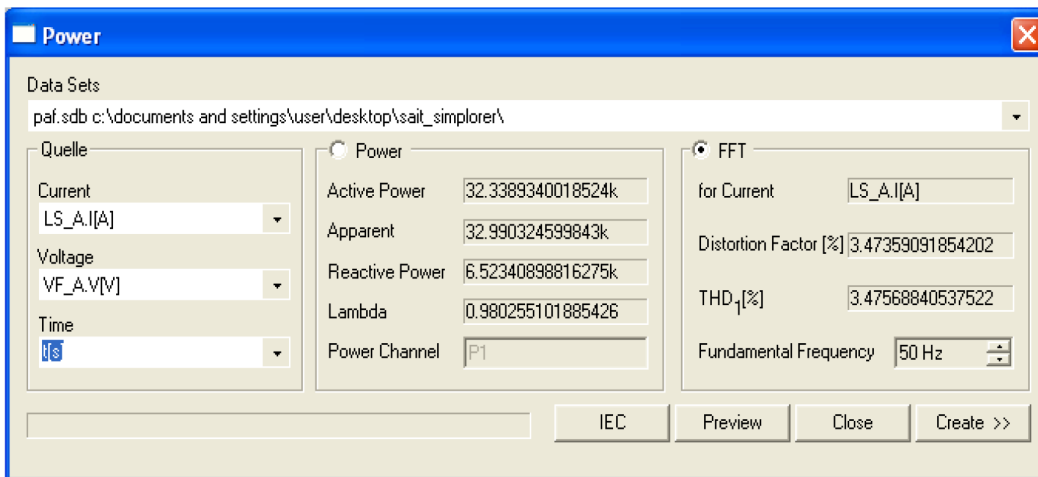 Power
Data Sets
paf.sdb c:\documents and settings\user\desktop\sait_simplorer\
Quelle
Current
LS_A.I[A]
Voltage
VF_A.V[V]
Time
t[s]
Power
Active Power 32.3389340018524k
Apparent 32.990324599843k
Reactive Power 6.52340898816275k
Lambda 0.980255101885426
Power Channel P1
FFT
for Current LS_A.I[A]
Distortion Factor [%] 3.47359091854202
THD1[%] 3.47568840537522
Fundamental Frequency 50 Hz
IEC Preview Close Create >>